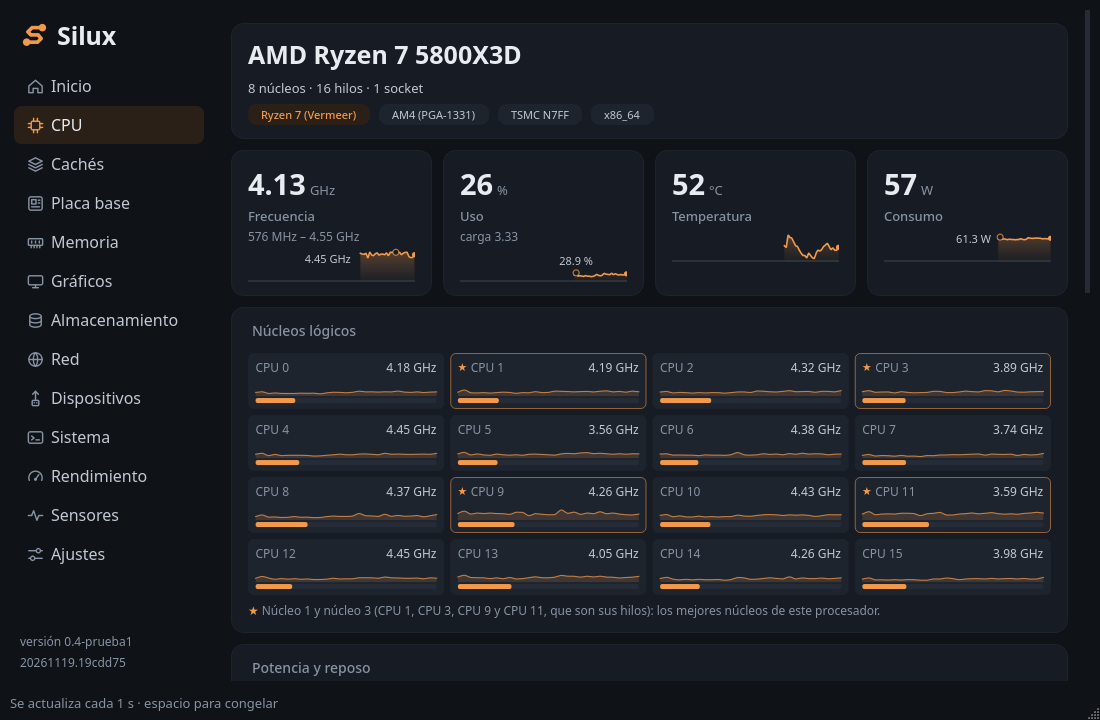 Silux
Inicio
CPU
Cachés
Placa base
Memoria
Gráficos
Almacenamiento
Red
Dispositivos
Sistema
Rendimiento
Sensores
Ajustes
versión 0.4-prueba1
20261119.19cdd75
AMD Ryzen 7 5800X3D
8 núcleos · 16 hilos · 1 socket
Ryzen 7 (Vermeer) AM4 (PGA-1331) TSMC N7FF x86_64
4.13 GHz
Frecuencia
576 MHz – 4.55 GHz
4.45 GHz
26 %
Uso
carga 3.33
28.9 %
52 °C
Temperatura
57 W
Consumo
61.3 W
Núcleos lógicos
CPU 0 4.18 GHz ★ CPU 1 4.19 GHz CPU 2 4.32 GHz ★ CPU 3 3.89 GHz
CPU 4 4.45 GHz CPU 5 3.56 GHz CPU 6 4.38 GHz CPU 7 3.74 GHz
CPU 8 4.37 GHz ★ CPU 9 4.26 GHz CPU 10 4.43 GHz ★ CPU 11 3.59 GHz
CPU 12 4.45 GHz CPU 13 4.05 GHz CPU 14 4.26 GHz CPU 15 3.98 GHz
★ Núcleo 1 y núcleo 3 (CPU 1, CPU 3, CPU 9 y CPU 11, que son sus hilos): los mejores núcleos de este procesador.
Potencia y reposo
Se actualiza cada 1 s · espacio para congelar